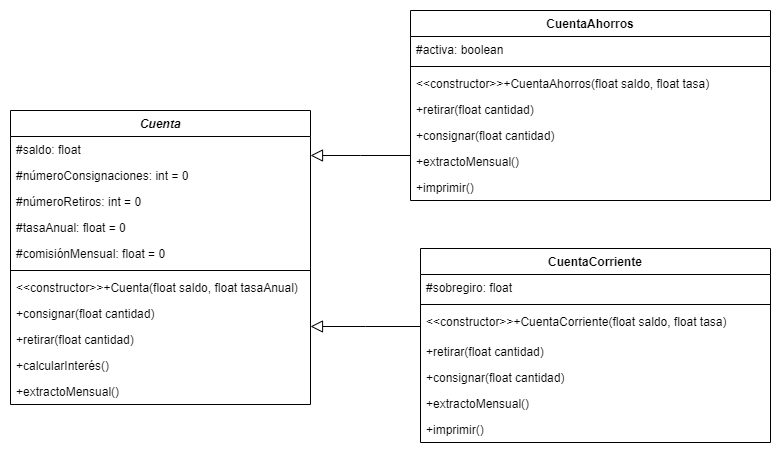 CuentaAhorros
#activa: boolean
<<constructor>>+CuentaAhorros(float saldo, float tasa)
+retirar(float cantidad)
+consignar(float cantidad)
+extractoMensual()
+imprimir()
Cuenta
#saldo: float
#númeroConsignaciones: int = 0
#númeroRetiros: int = 0
#tasaAnual: float = 0
#comisiónMensual: float = 0
<<constructor>>+Cuenta(float saldo, float tasaAnual)
+consignar(float cantidad)
+retirar(float cantidad)
+calcularInterés()
+extractoMensual()
CuentaCorriente
#sobregiro: float
<<constructor>>+CuentaCorriente(float saldo, float tasa)
+retirar(float cantidad)
+consignar(float cantidad)
+extractoMensual()
+imprimir()